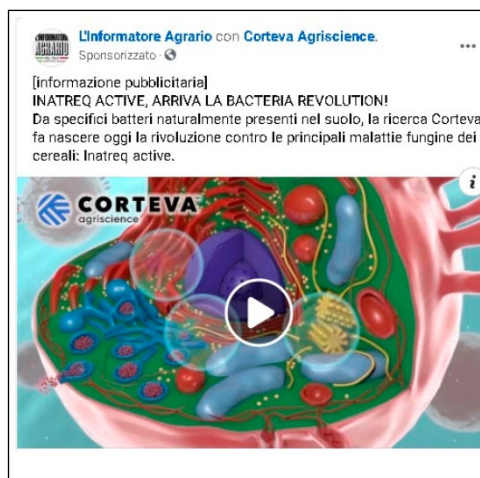 L'Informatore Agrario con Corteva Agriscience.
Sponsorizzato ·
[informazione pubblicitaria]
INATREQ ACTIVE, ARRIVA LA BACTERIA REVOLUTION!
Da specifici batteri naturalmente presenti nel suolo, la ricerca Corteva
fa nascere oggi la rivoluzione contro le principali malattie fungine dei
cereali: Inatreq active.
CORTEVA
agriscience